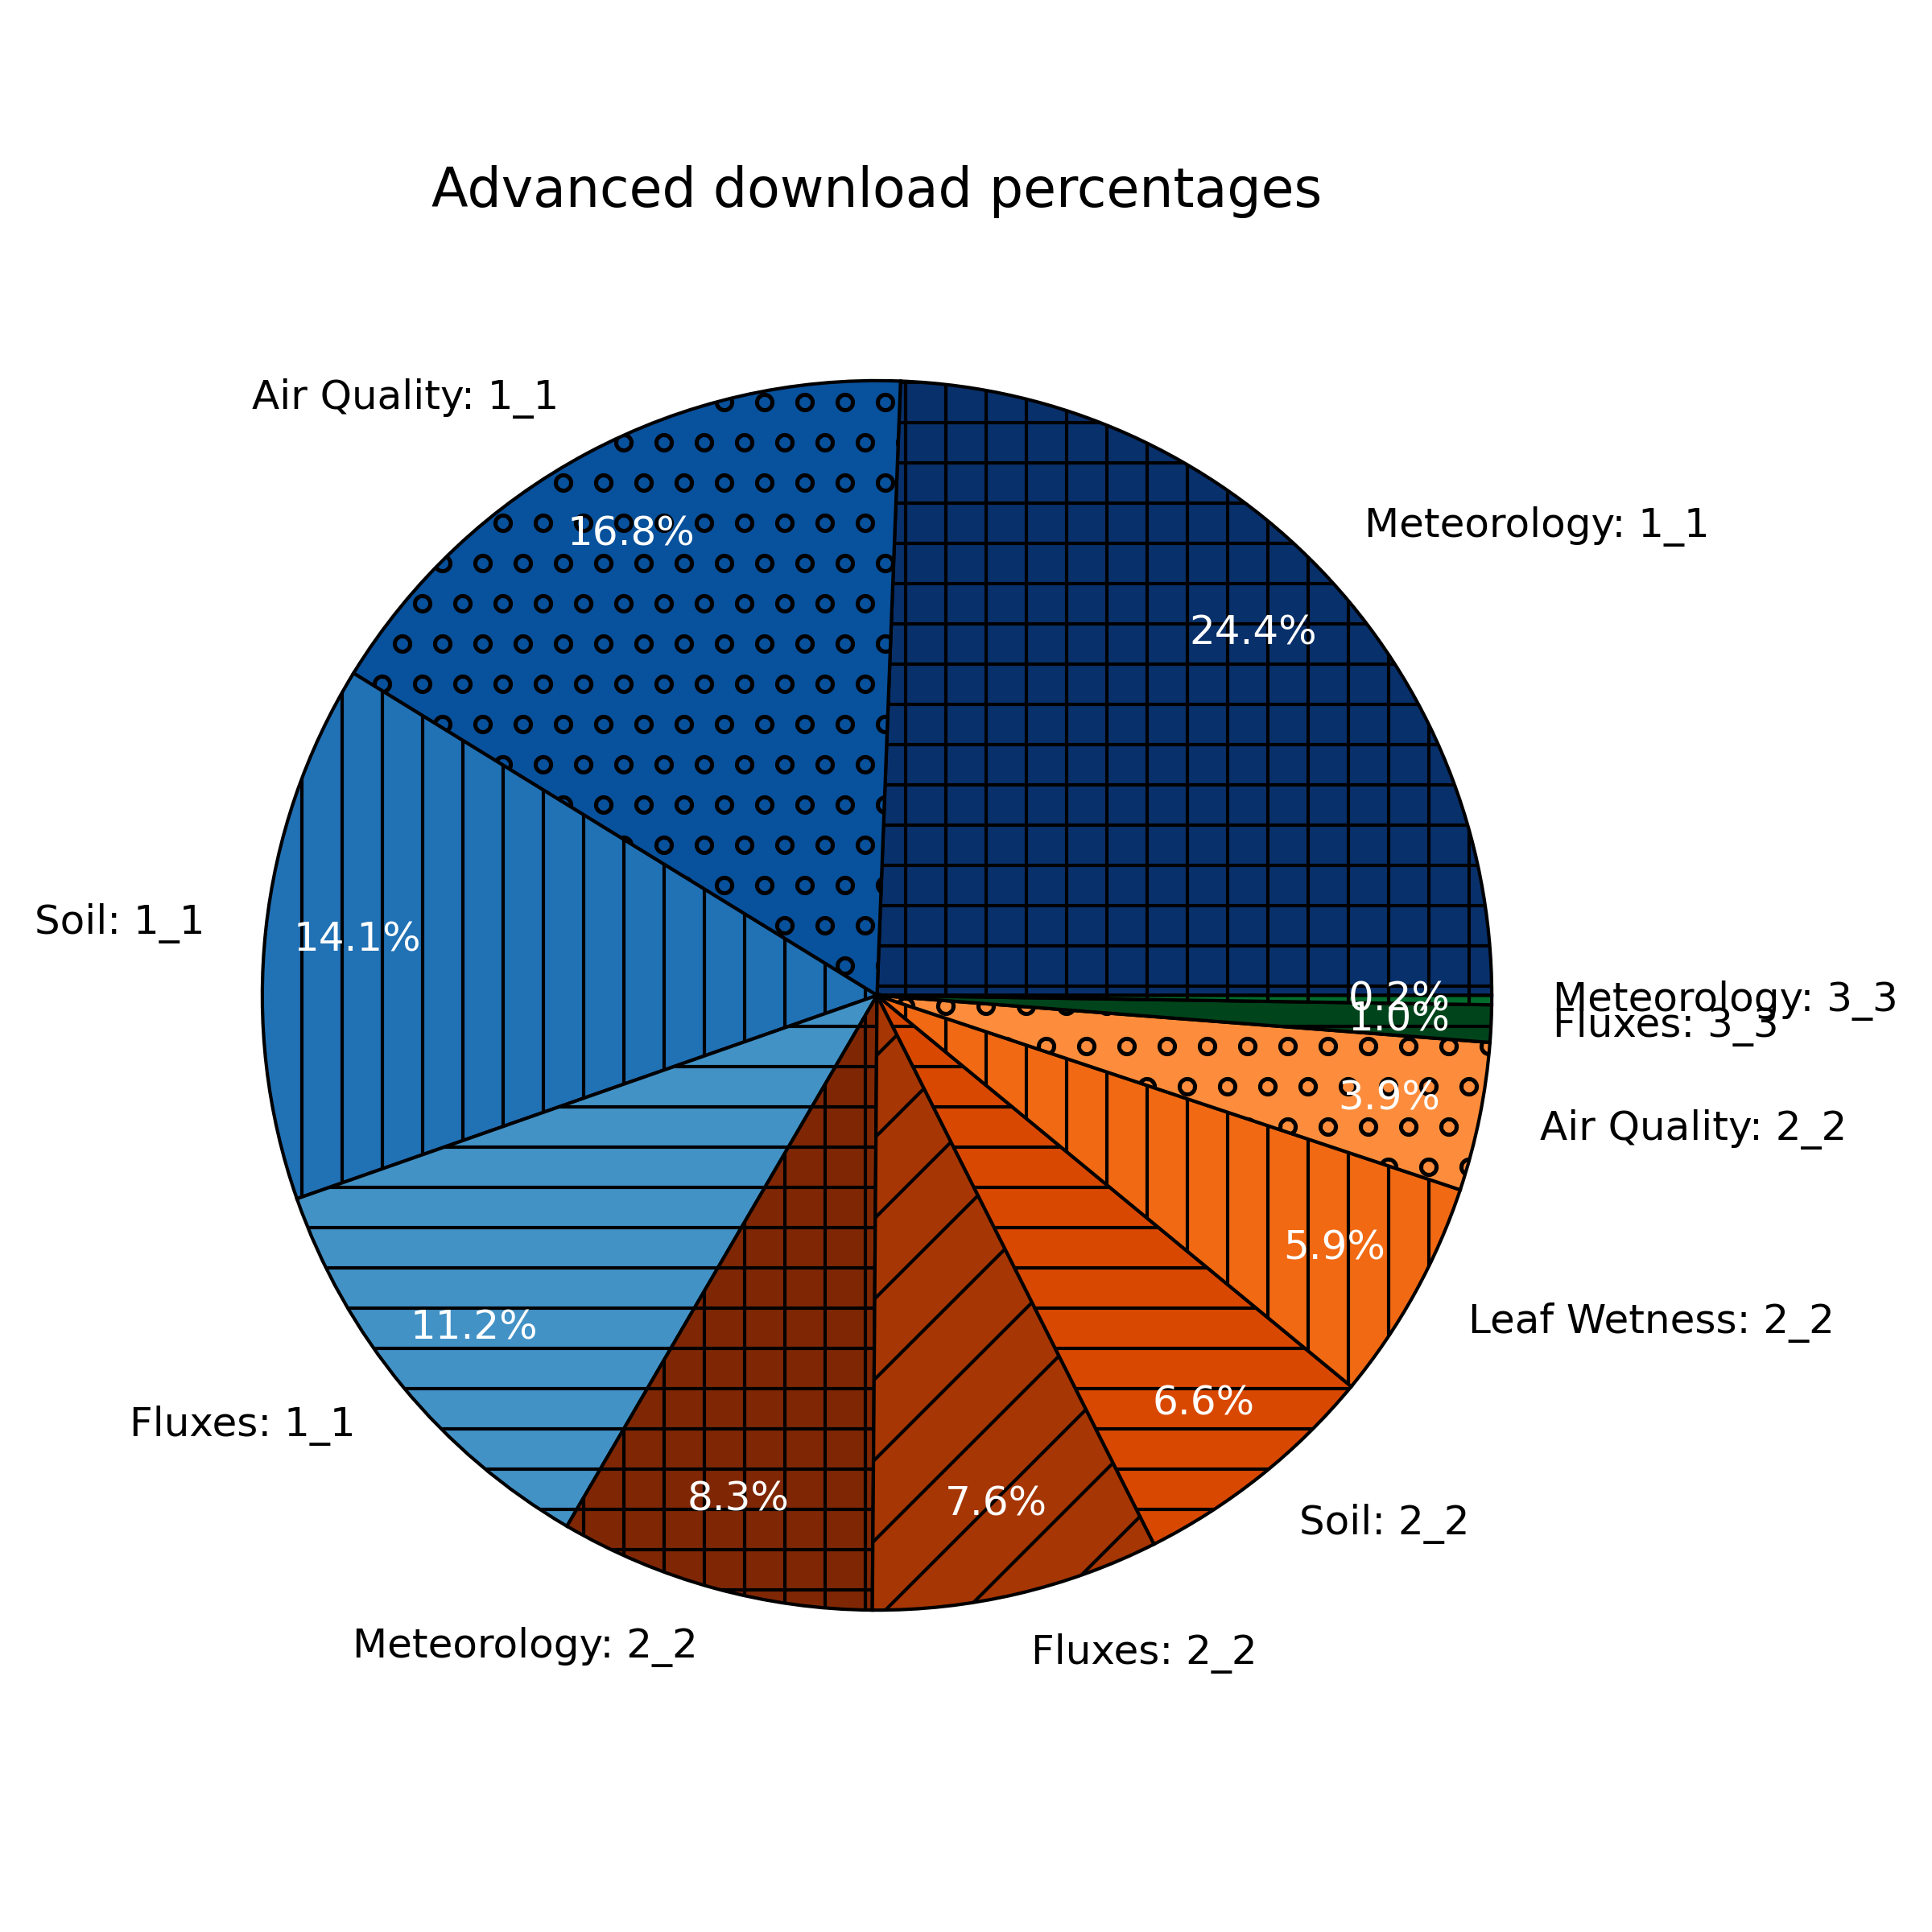 Advanced download percentages
Air Quality: 1_1
Meteorology: 1_1
16.8%
24.4%
Soil: 1_1
14.1%
0.2%
Meteorology: 3_3
1.0%
Fluxes: 3_3
3.9%
Air Quality: 2_2
5.9%
Leaf Wetness: 2_2
11.2%
Fluxes: 1_1
6.6%
8.3%
7.6%
Soil: 2_2
Meteorology: 2_2
Fluxes: 2_2